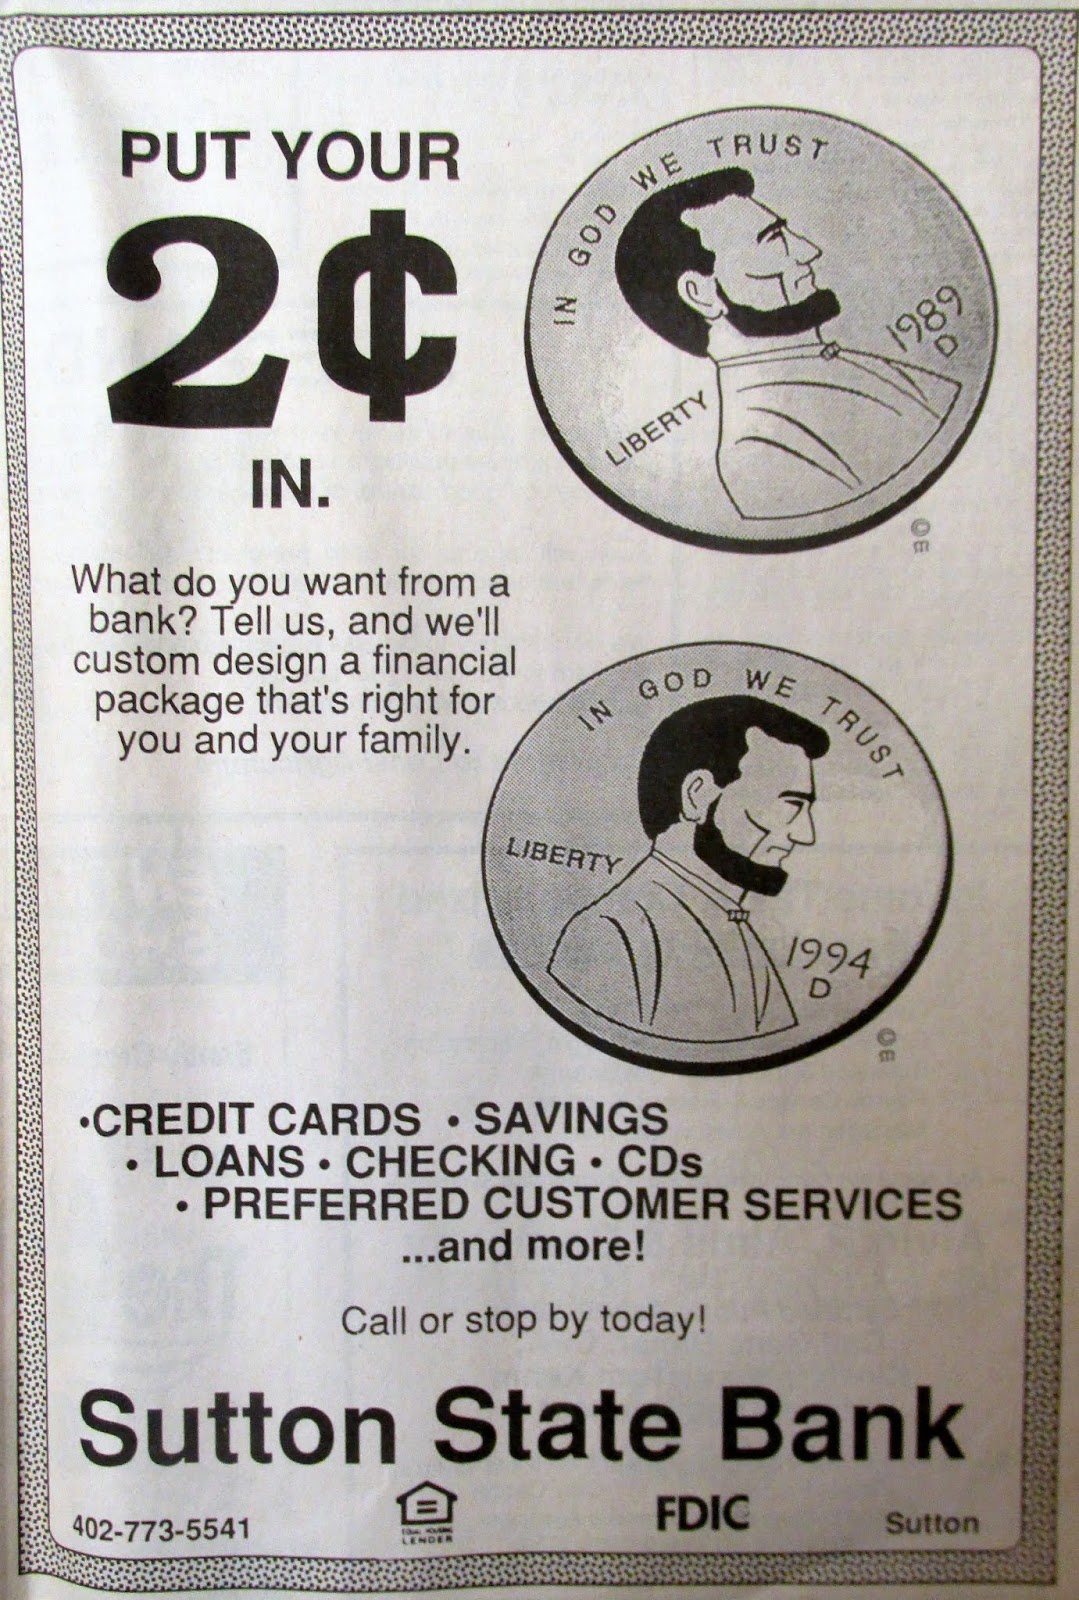 PUT YOUR
2¢
IN.
IN GOD WE TRUST
LIBERTY
1989
D
©E
What do you want from a
bank? Tell us, and we'll
custom design a financial
package that's right for
you and your family.
IN GOD WE TRUST
LIBERTY
1994
D
©E
•CREDIT CARDS • SAVINGS
• LOANS • CHECKING • CDs
• PREFERRED CUSTOMER SERVICES
...and more!
Call or stop by today!
Sutton State Bank
402-773-5541
EQUAL HOUSING
LENDER
FDIC
Sutton